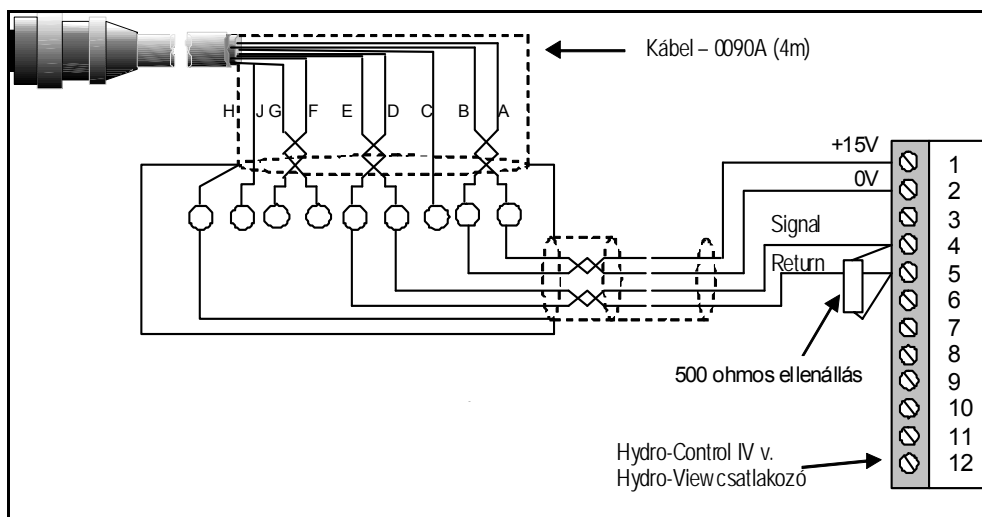 Kábel – 0090A (4m)
H J G F E D C B A
+15V
0V
Signal
Return
1
2
3
4
5
6
7
8
9
10
11
12
500 ohmos ellenállás
Hydro-Control IV v.
Hydro-View csatlakozó